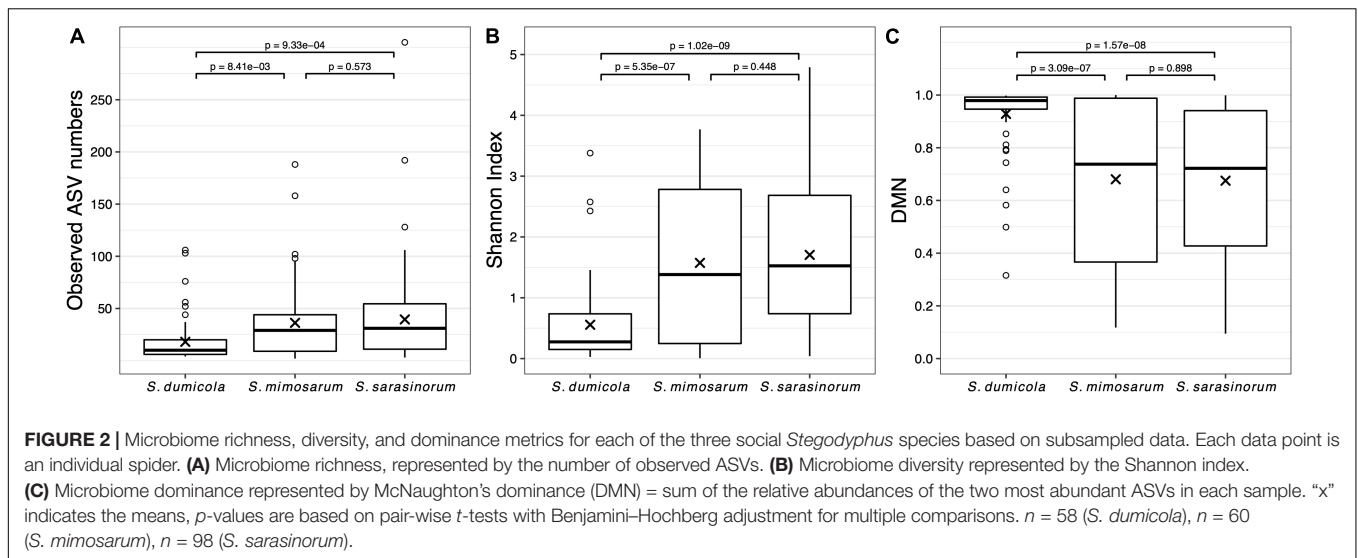 A
p = 9.33e−04
p = 8.41e−03
p = 0.573
Observed ASV numbers
250
200
150
100
50
S. dumicola
S. mimosarum
S. sarasinorum
B
p = 1.02e−09
p = 5.35e−07
p = 0.448
Shannon Index
5
4
3
2
1
0
S. dumicola
S. mimosarum
S. sarasinorum
C
p = 1.57e−08
p = 3.09e−07
p = 0.898
DMN
1.0
0.8
0.6
0.4
0.2
0.0
S. dumicola
S. mimosarum
S. sarasinorum
FIGURE 2 | Microbiome richness, diversity, and dominance metrics for each of the three social Stegodyphus species based on subsampled data. Each data point is
an individual spider. (A) Microbiome richness, represented by the number of observed ASVs. (B) Microbiome diversity represented by the Shannon index.
(C) Microbiome dominance represented by McNaughton's dominance (DMN) = sum of the relative abundances of the two most abundant ASVs in each sample. “x”
indicates the means, p-values are based on pair-wise t-tests with Benjamini–Hochberg adjustment for multiple comparisons. n = 58 (S. dumicola), n = 60
(S. mimosarum), n = 98 (S. sarasinorum).